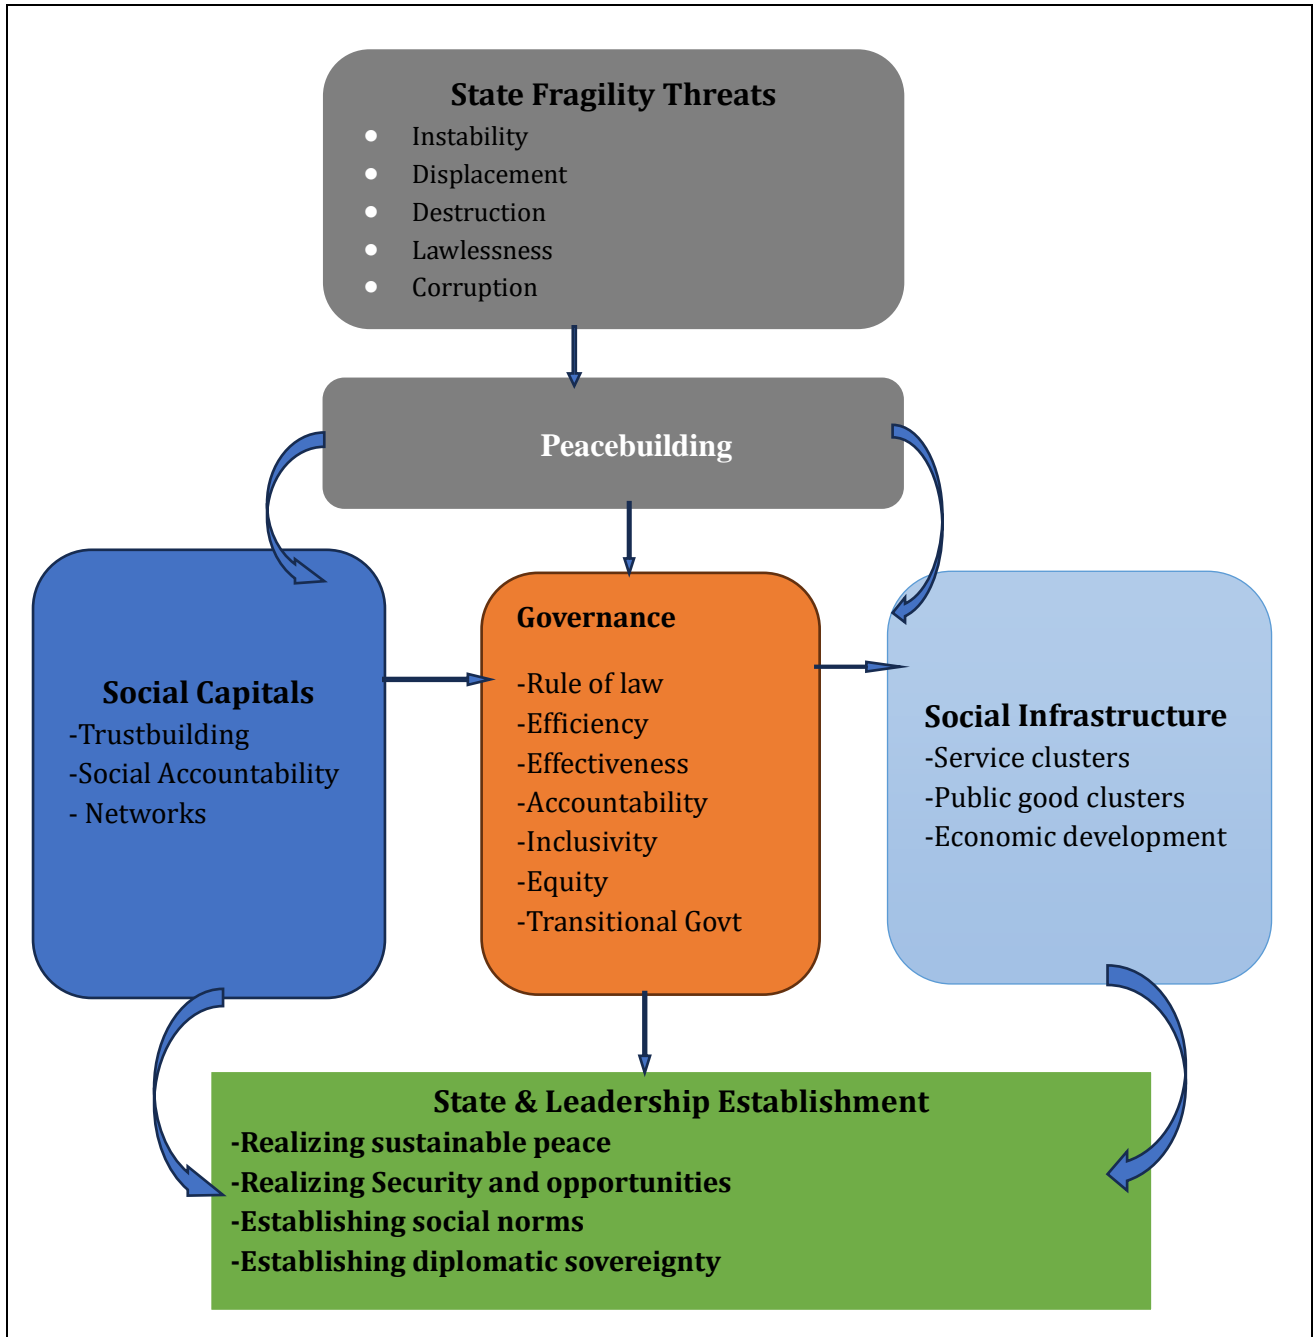 State Fragility Threats
Instability
Displacement
Destruction
Lawlessness
Corruption
Peacebuilding
Social Capitals
-Trustbuilding
-Social Accountability
- Networks
Governance
-Rule of law
-Efficiency
-Effectiveness
-Accountability
-Inclusivity
-Equity
-Transitional Govt
Social Infrastructure
-Service clusters
-Public good clusters
-Economic development
State & Leadership Establishment
-Realizing sustainable peace
-Realizing Security and opportunities
-Establishing social norms
-Establishing diplomatic sovereignty